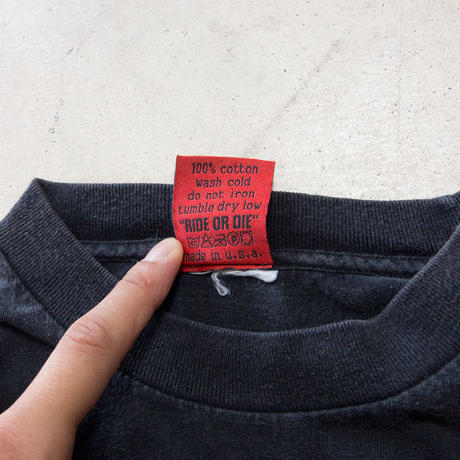 100% cotton
wash cold
do not iron
tumble dry low
"RIDE OR DIE"
made in u.s.a.